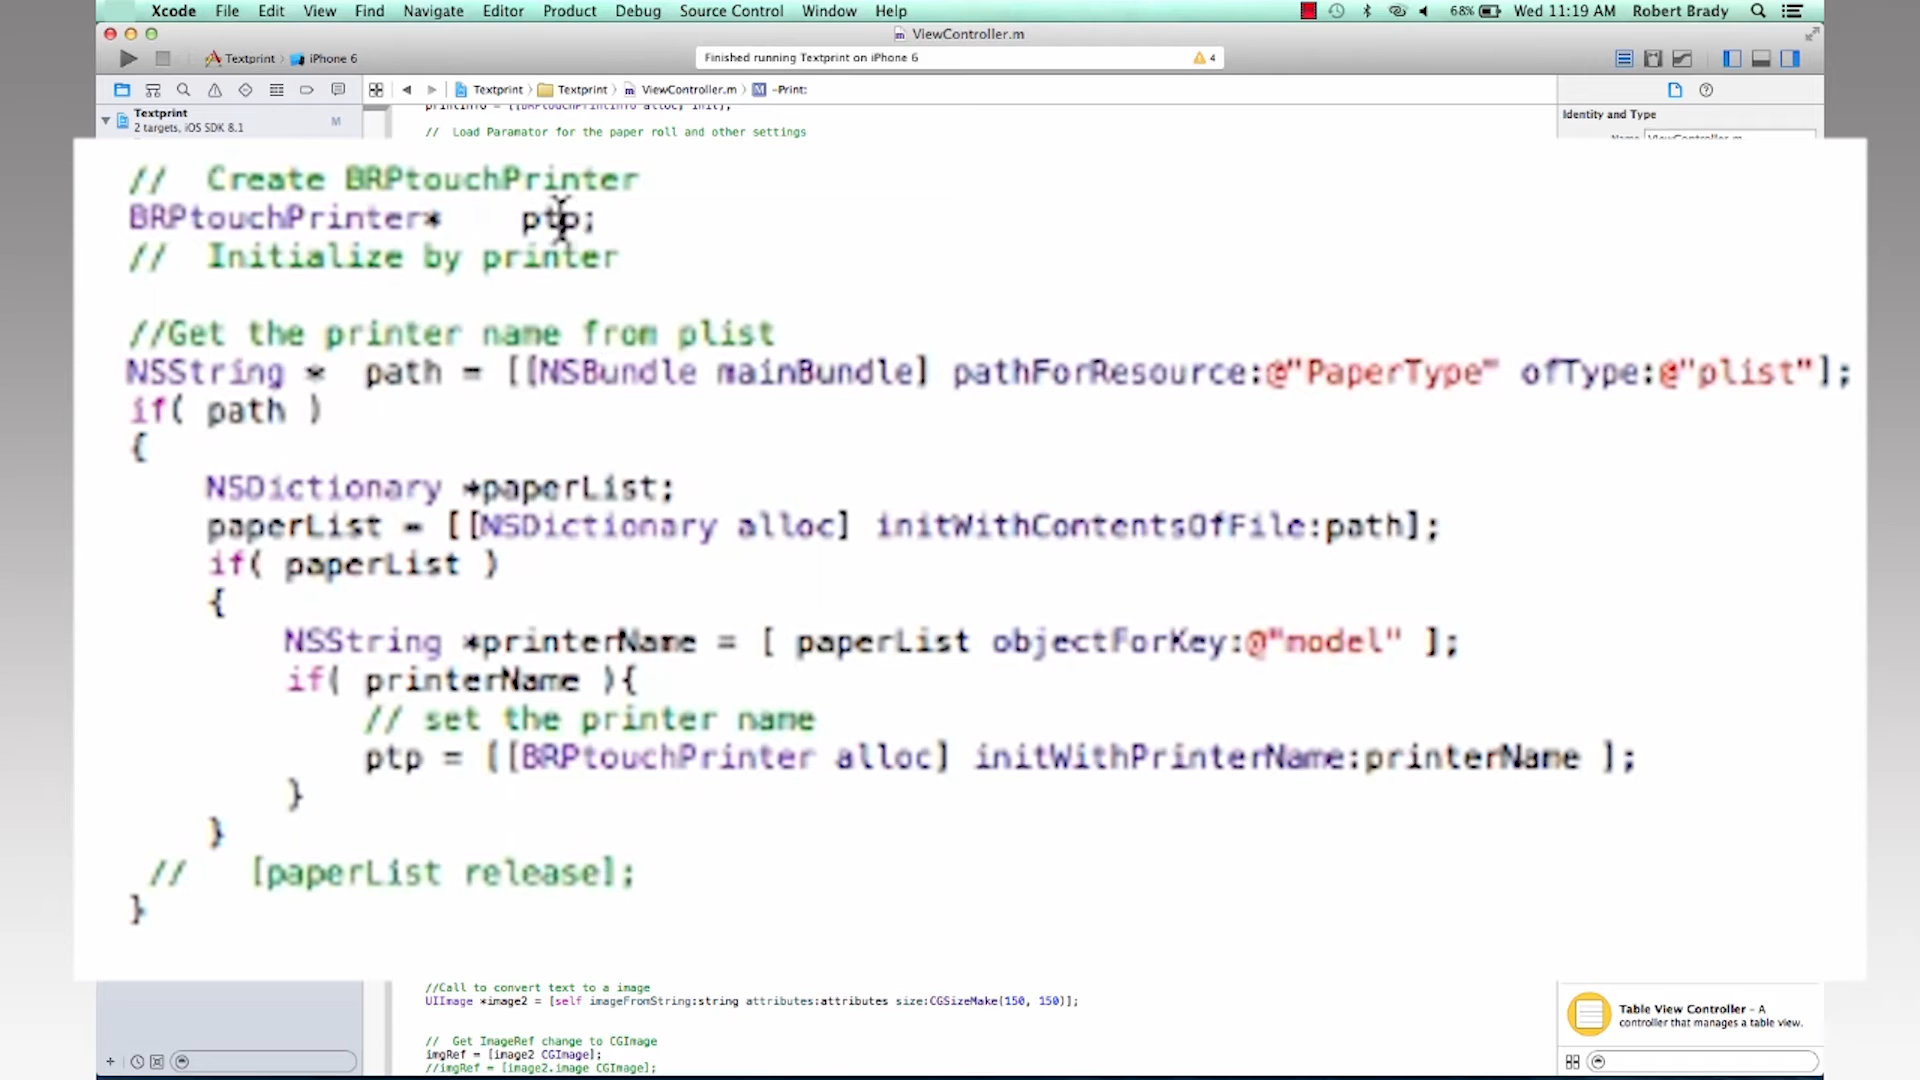 Xcode File Edit View Find Navigate Editor Product Debug Source Control Window Help 68% Wed 11:19 AM Robert Brady
ViewController.m
Textprint iPhone 6 Finished running Textprint on iPhone 6 4
Textprint Textprint ViewController.m -Print:
Textprint
2 targets, iOS SDK 8.1 M
Identity and Type
// Load Paramator for the paper roll and other settings
// Create BRPtouchPrinter
BRPtouchPrinter* ptp;
// Initialize by printer
//Get the printer name from plist
NSString * path = [[NSBundle mainBundle] pathForResource:@"PaperType" ofType:@"plist"];
if( path )
{
NSDictionary *paperList;
paperList = [[NSDictionary alloc] initWithContentsOfFile:path];
if( paperList )
{
NSString *printerName = [ paperList objectForKey:@"model" ];
if( printerName ){
// set the printer name
ptp = [[BRPtouchPrinter alloc] initWithPrinterName:printerName ];
}
}
// [paperList release];
}
//Call to convert text to a image
UIImage *image2 = [self imageFromString:string attributes:attributes size:CGSizeMake(150, 150)];
// Get ImageRef change to CGImage
imgRef = [image2 CGImage];
//imgRef = [image2.image CGImage];
Table View Controller - A
controller that manages a table view.